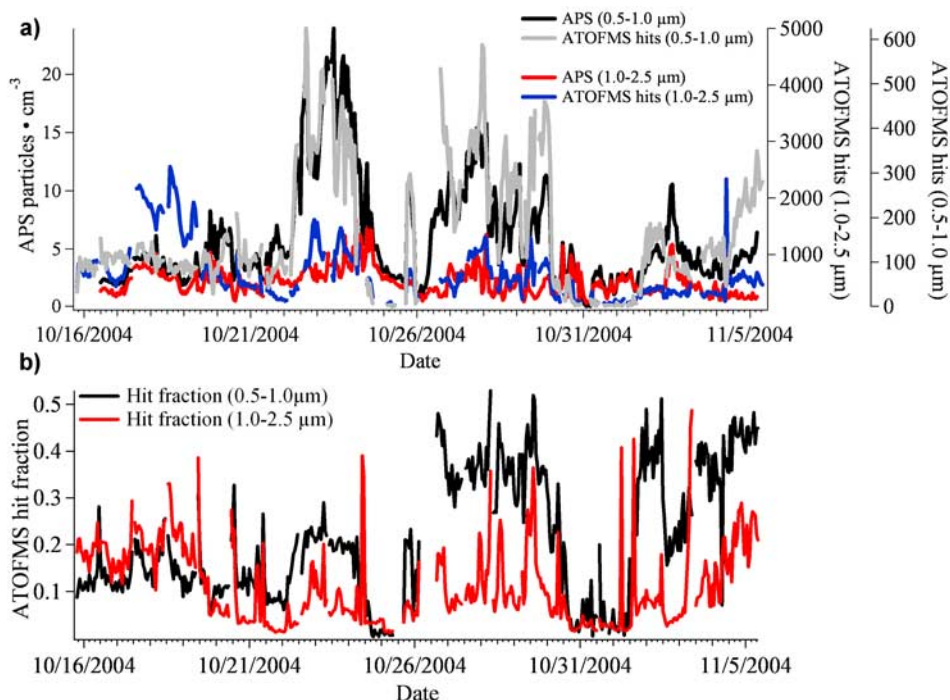 a)
APS (0.5-1.0 µm)
ATOFMS hits (0.5-1.0 µm)
APS (1.0-2.5 µm)
ATOFMS hits (1.0-2.5 µm)
20
15
10
5
0
APS particles • cm-3
5000
4000
3000
2000
1000
0
ATOFMS hits (1.0-2.5 µm)
600
500
400
300
200
100
0
ATOFMS hits (0.5-1.0 µm)
10/16/2004 10/21/2004 10/26/2004 10/31/2004 11/5/2004
Date
b)
Hit fraction (0.5-1.0µm)
Hit fraction (1.0-2.5 µm)
0.5
0.4
0.3
0.2
0.1
ATOFMS hit fraction
10/16/2004 10/21/2004 10/26/2004 10/31/2004 11/5/2004
Date